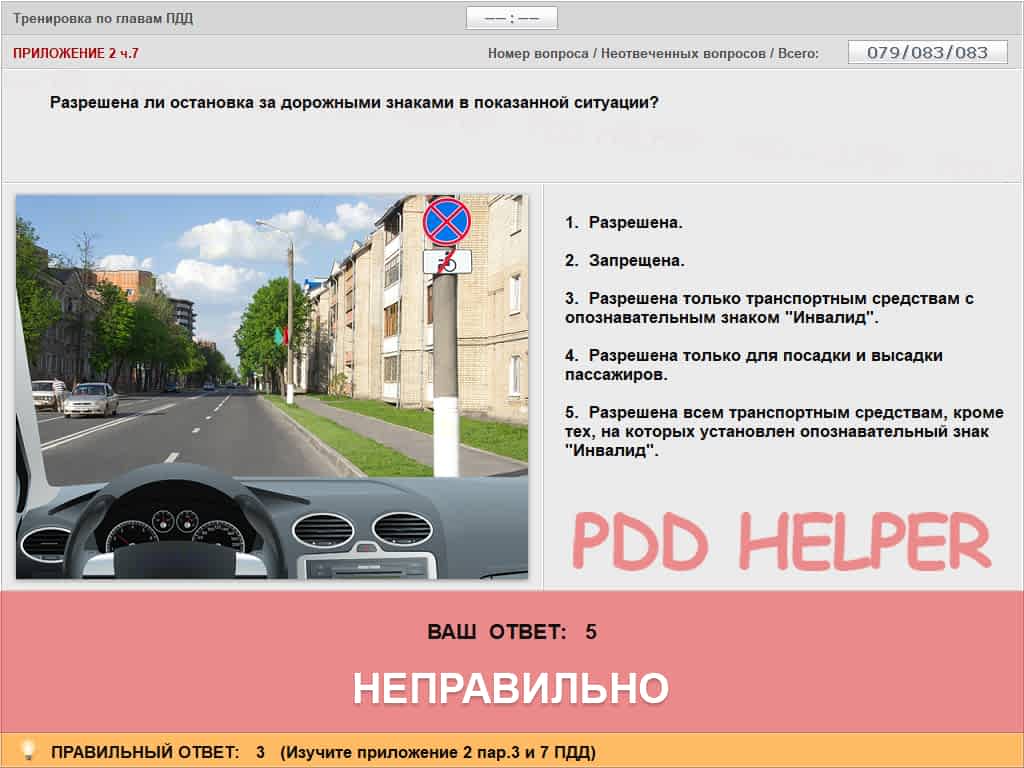 Тренировка по главам ПДД
–– : ––
ПРИЛОЖЕНИЕ 2 ч.7
Номер вопроса / Неотвеченных вопросов / Всего:
079/083/083
Разрешена ли остановка за дорожными знаками в показанной ситуации?
1. Разрешена.
2. Запрещена.
3. Разрешена только транспортным средствам с
опознавательным знаком "Инвалид".
4. Разрешена только для посадки и высадки
пассажиров.
5. Разрешена всем транспортным средствам, кроме
тех, на которых установлен опознавательный знак
"Инвалид".
PDD HELPER
ВАШ ОТВЕТ: 5
НЕПРАВИЛЬНО
ПРАВИЛЬНЫЙ ОТВЕТ: 3 (Изучите приложение 2 пар.3 и 7 ПДД)